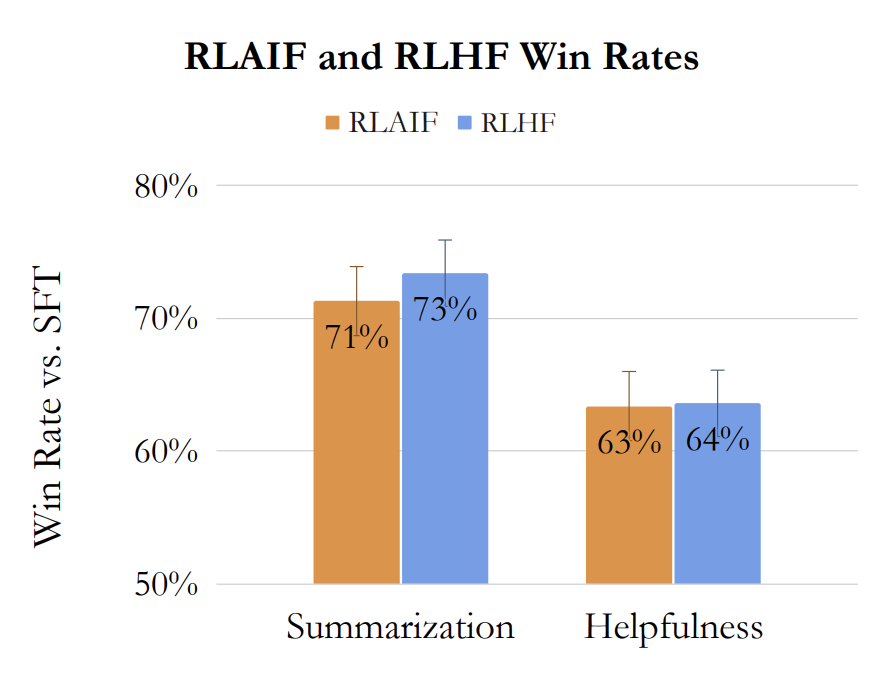 RLAIF and RLHF Win Rates
RLAIF RLHF
80%
70%
60%
50%
Win Rate vs. SFT
71% 73%
63% 64%
Summarization Helpfulness